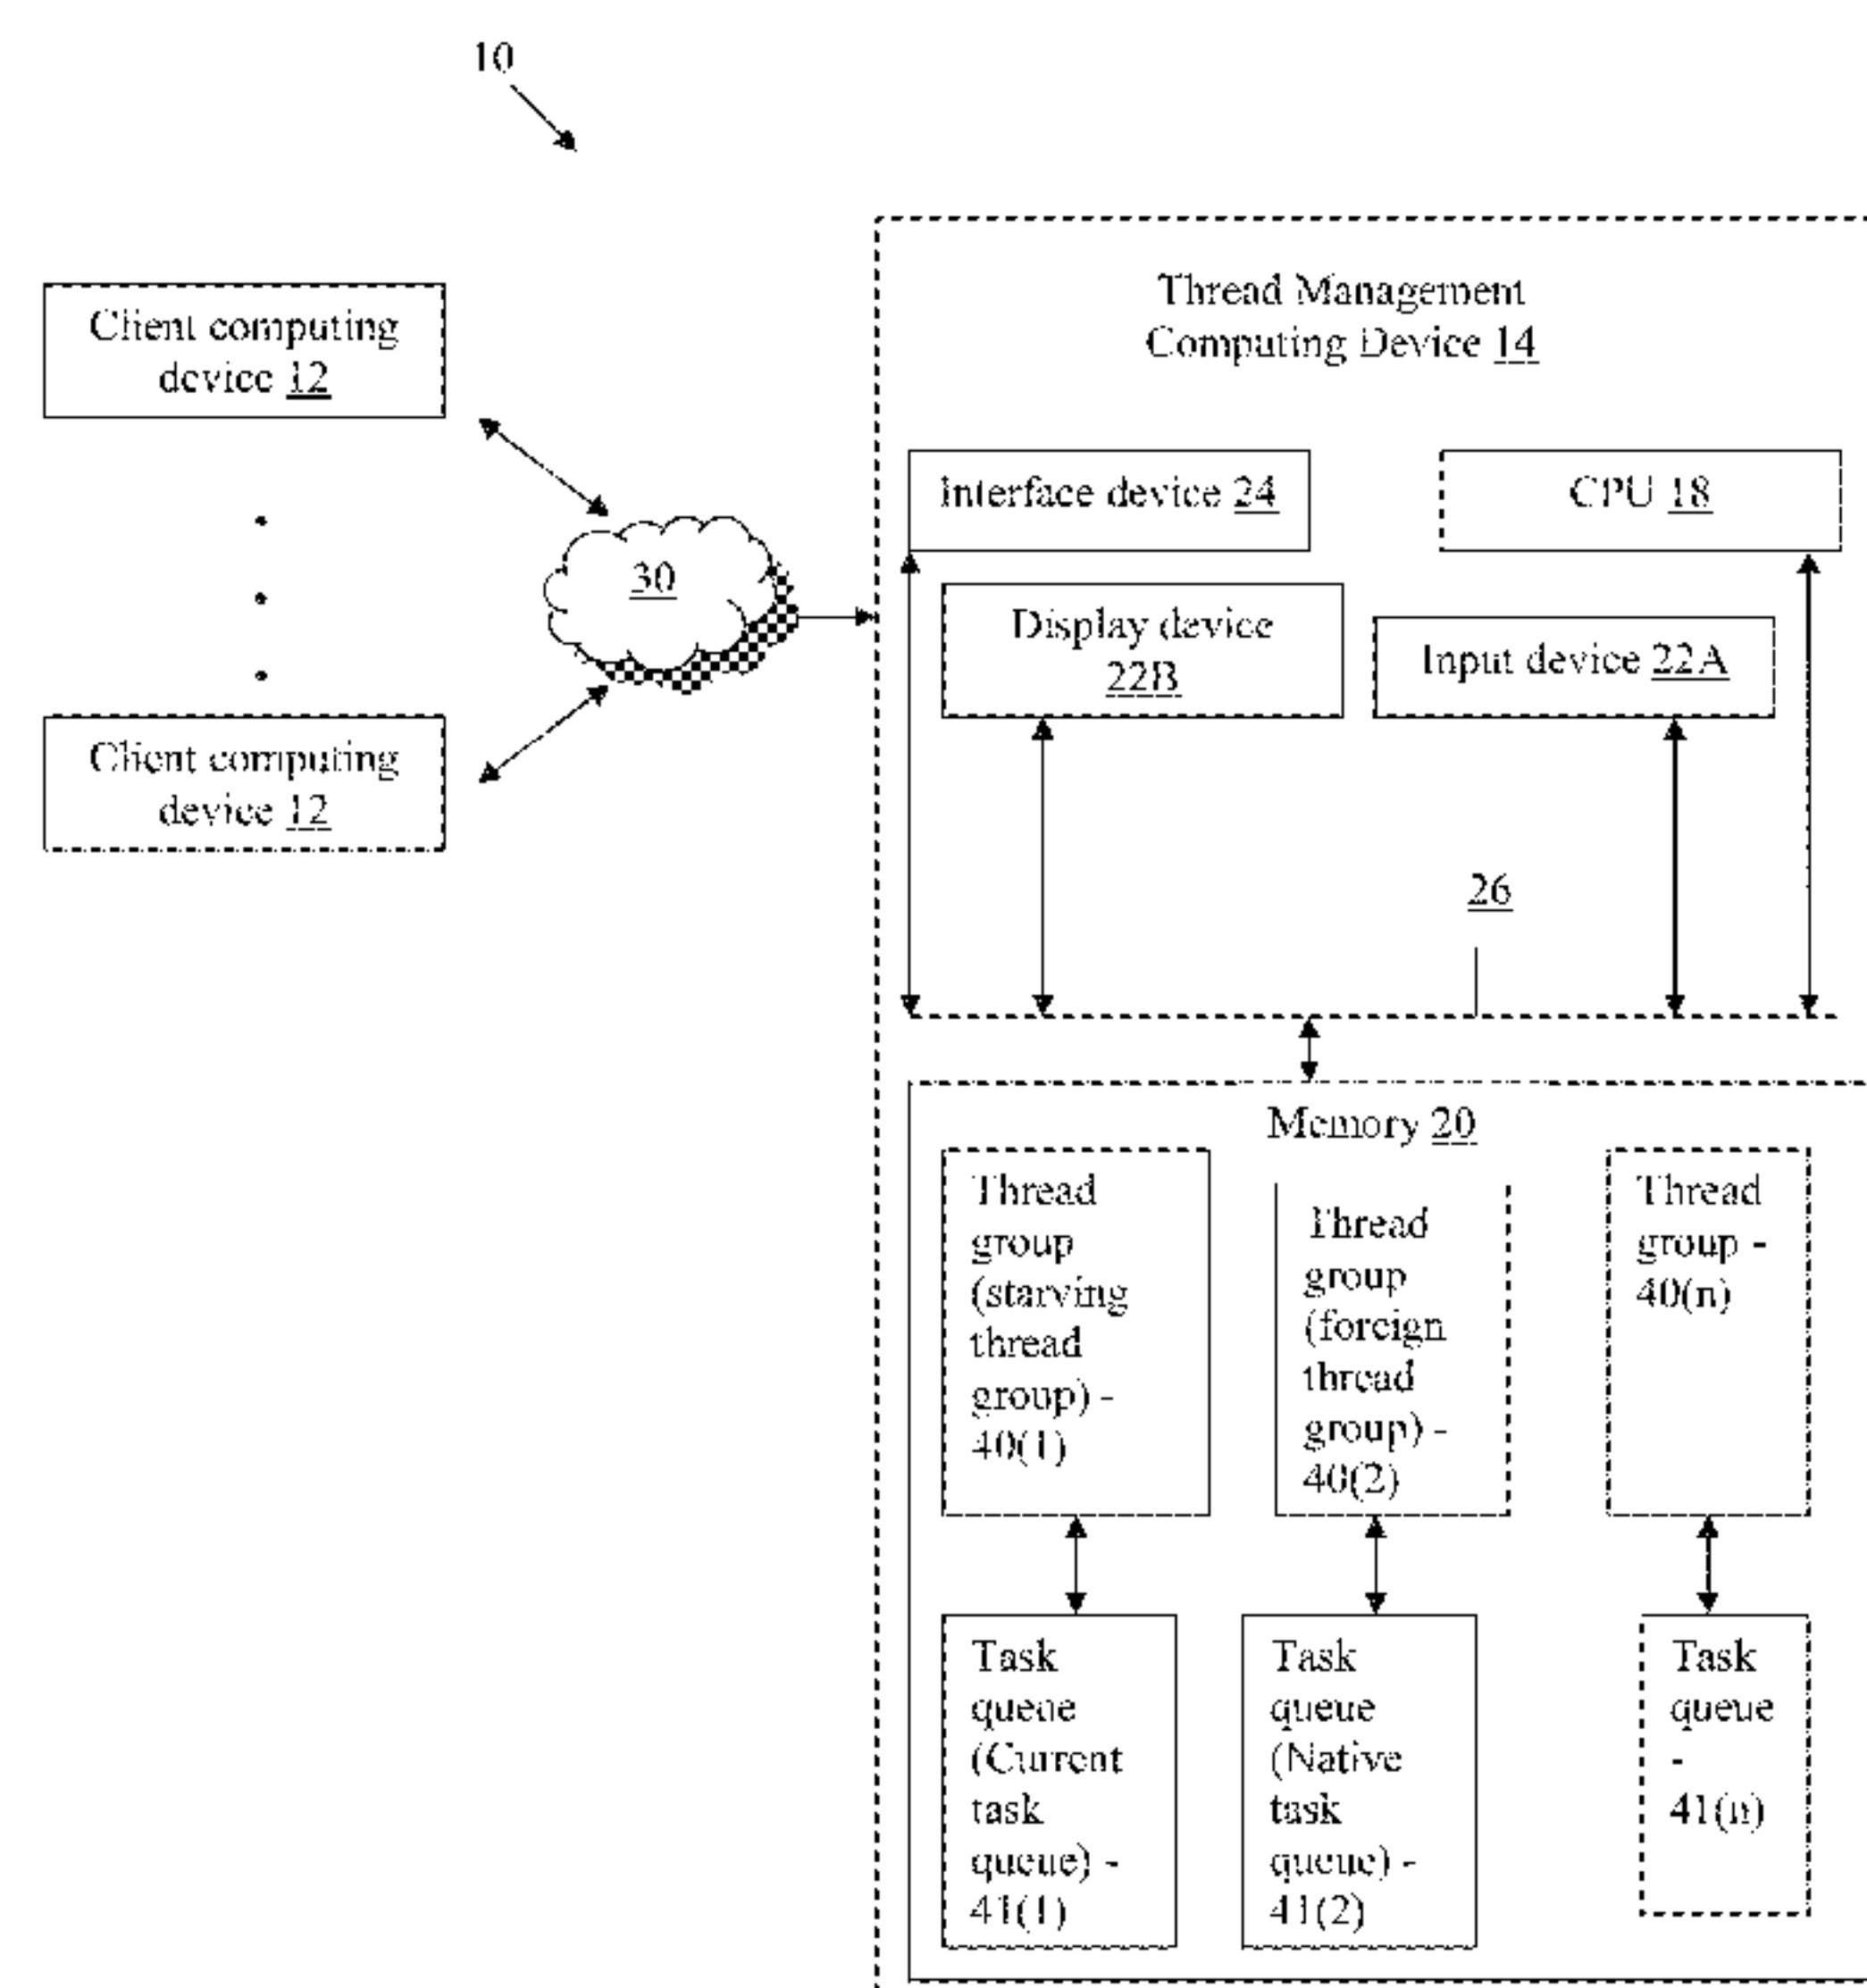 10
Thread Management
Computing Device 14
Client computing
device 12
Interface device 24
CPU 18
30
Display device
22B
Input device 22A
Client computing
device 12
26
Memory 20
Thread
group
(starving
thread
group) -
40(1)
Thread
group
(foreign
thread
group) -
40(2)
Thread
group -
40(n)
Task
queue
(Current
task
queue) -
41(1)
Task
queue
(Native
task
queue) -
41(2)
Task
queue
-
41(n)